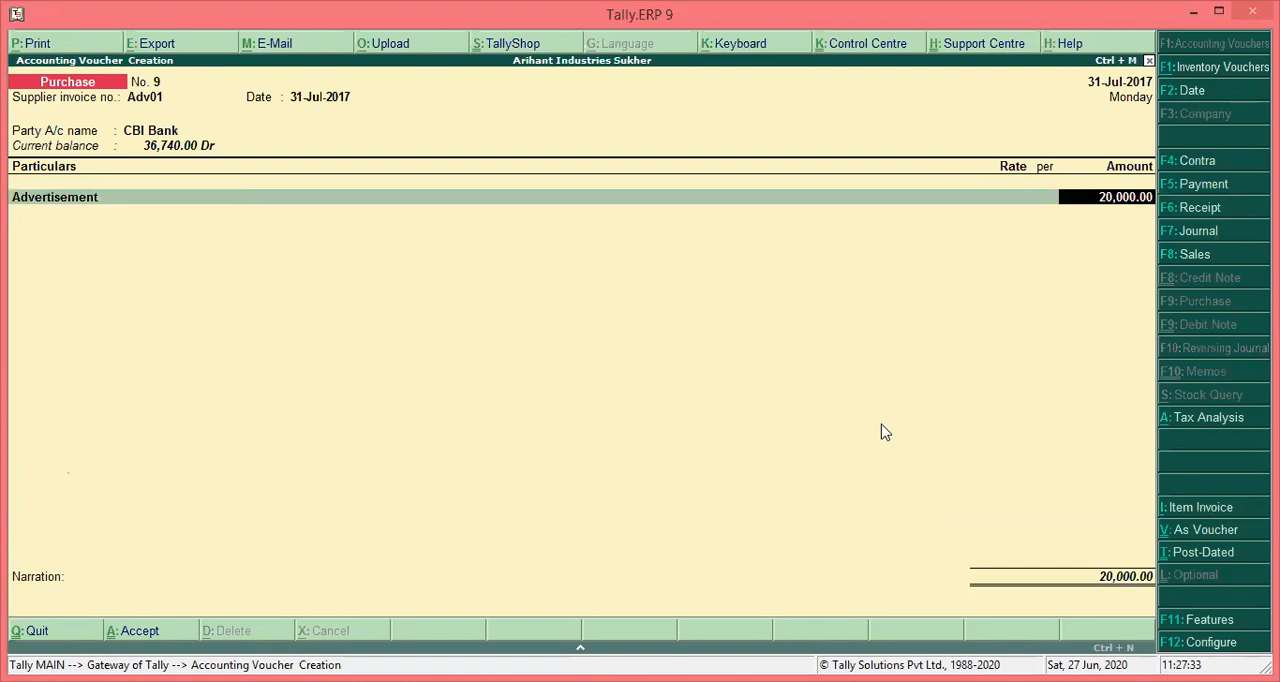 Tally.ERP 9
P: Print E: Export M: E-Mail O: Upload S: TallyShop G: Language K: Keyboard K: Control Centre H: Support Centre H: Help
Accounting Voucher Creation Arihant Industries Sukher Ctrl + M
Purchase No. 9 31-Jul-2017
Supplier invoice no.: Adv01 Date : 31-Jul-2017 Monday
Party A/c name : CBI Bank
Current balance : 36,740.00 Dr
Particulars Rate per Amount
Advertisement 20,000.00
Narration: 20,000.00
F1: Accounting Vouchers
F1: Inventory Vouchers
F2: Date
F3: Company
F4: Contra
F5: Payment
F6: Receipt
F7: Journal
F8: Sales
F8: Credit Note
F9: Purchase
F9: Debit Note
F10: Reversing Journal
F10: Memos
S: Stock Query
A: Tax Analysis
I: Item Invoice
V: As Voucher
T: Post-Dated
L: Optional
F11: Features
F12: Configure
Q: Quit A: Accept D: Delete X: Cancel
Ctrl + N
Tally MAIN --> Gateway of Tally --> Accounting Voucher Creation © Tally Solutions Pvt Ltd., 1988-2020 Sat, 27 Jun, 2020 11:27:33